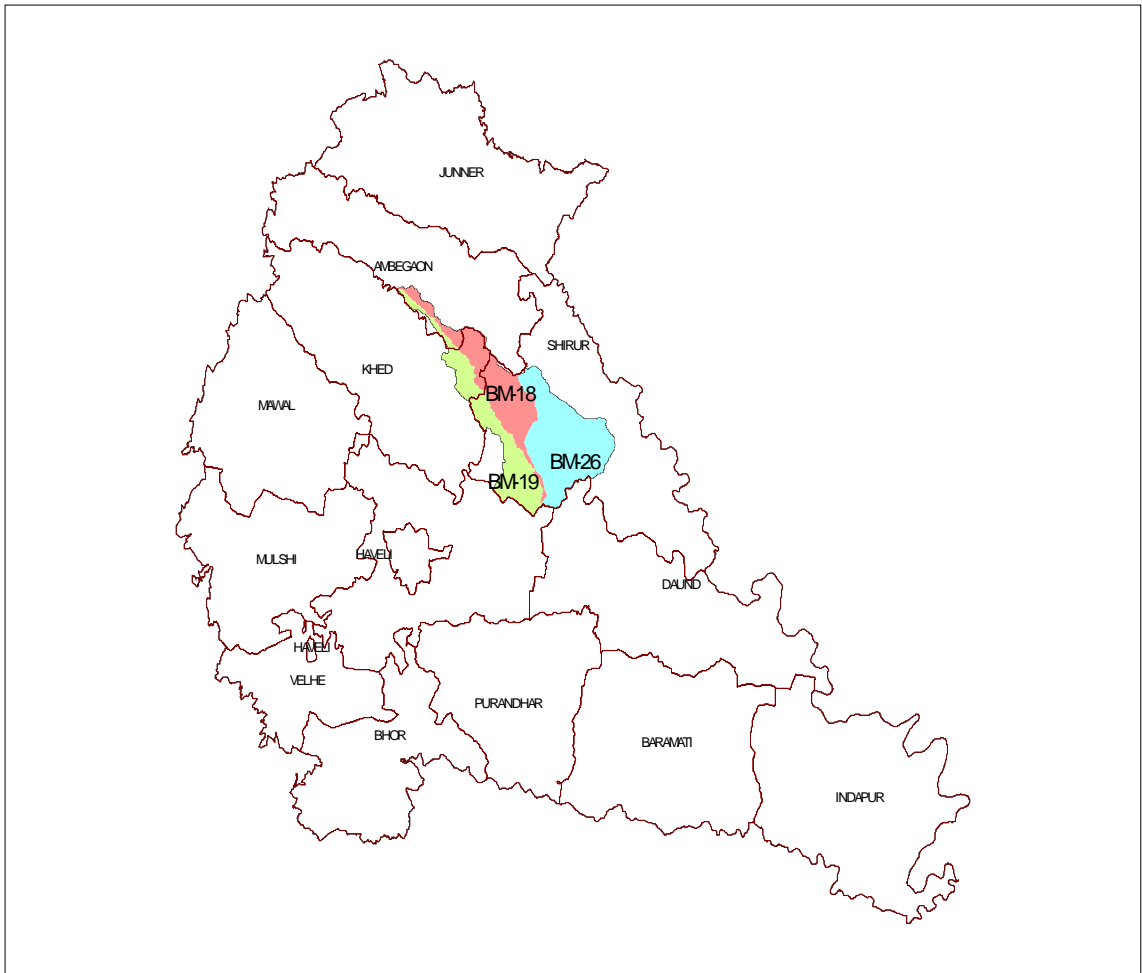 JUNNER
AMBEGAON
SHIRUR
KHED
BM-18
MAWAL
BM-26
BM-19
HAVELI
MULSHI
DAUND
HAVELI
VELHE
PURANDHAR
BHOR
BARAMATI
INDAPUR